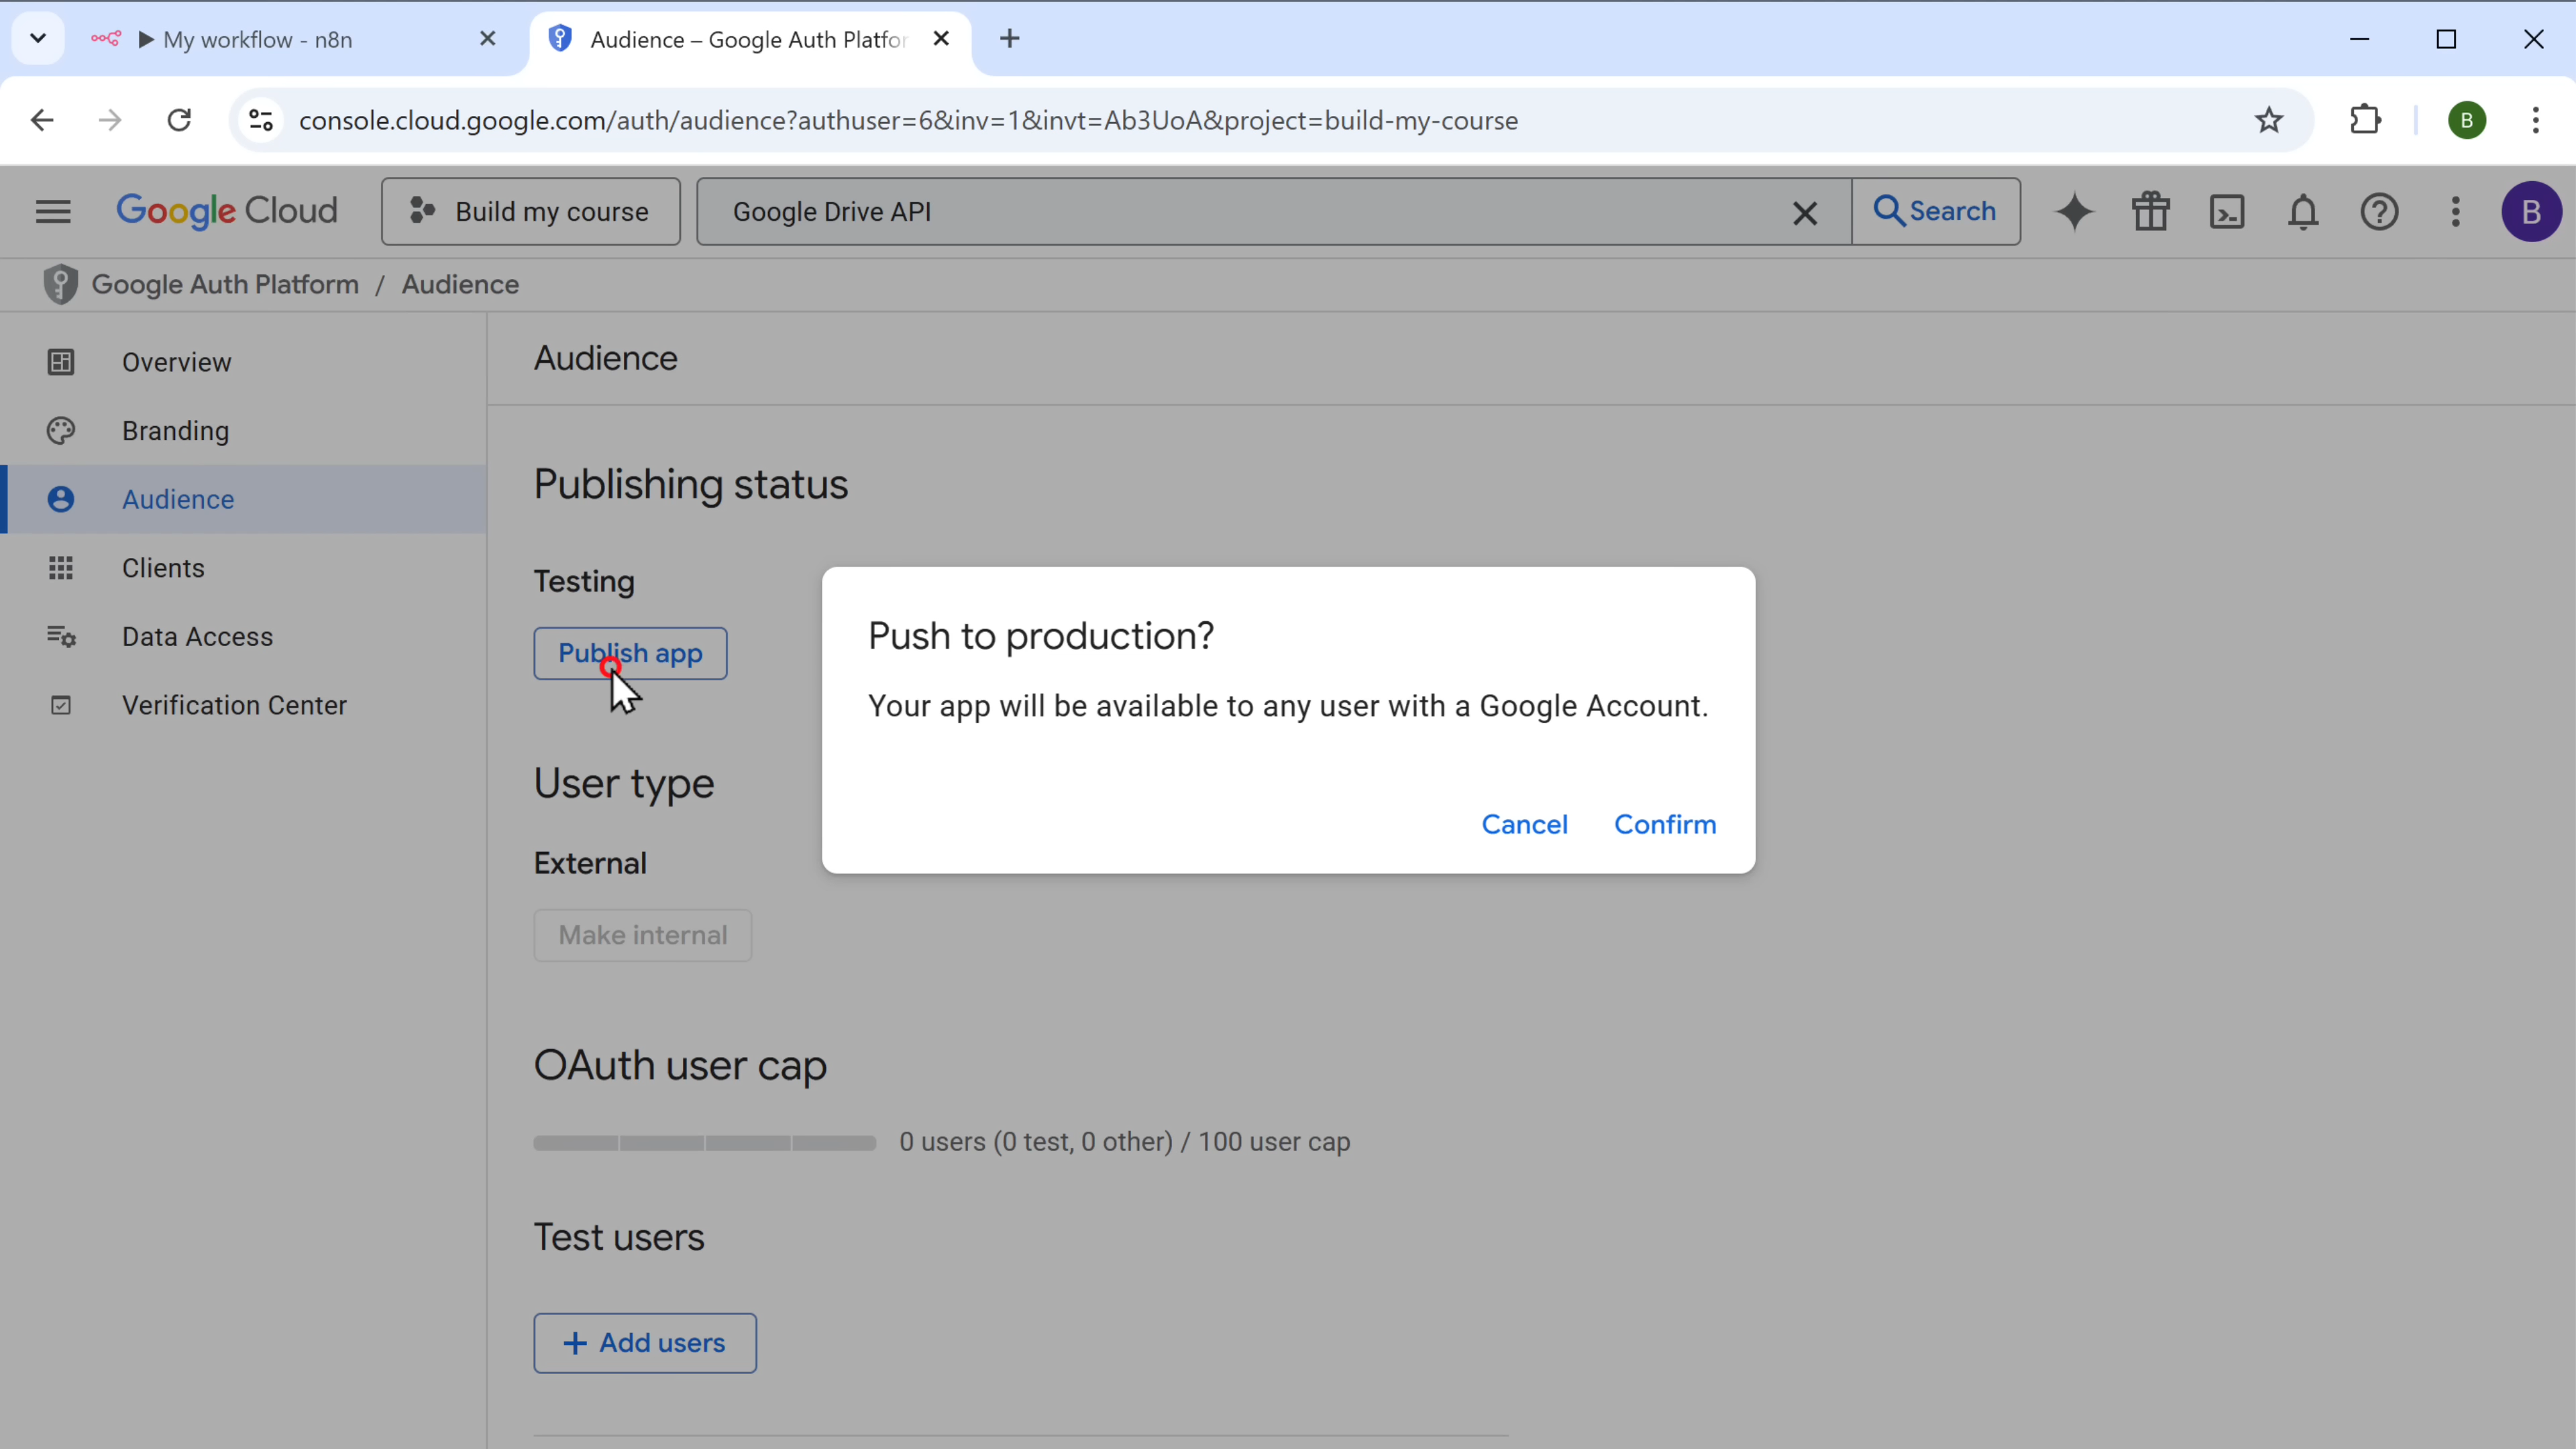 My workflow - n8n
Audience – Google Auth Platfor
console.cloud.google.com/auth/audience?authuser=6&inv=1&invt=Ab3UoA&project=build-my-course
B
Google Cloud
Build my course
Google Drive API
Search
B
Google Auth Platform / Audience
Overview
Branding
Audience
Clients
Data Access
Verification Center
Audience
Publishing status
Testing
Publish app
Push to production?
Your app will be available to any user with a Google Account.
Cancel Confirm
User type
External
Make internal
OAuth user cap
0 users (0 test, 0 other) / 100 user cap
Test users
+ Add users